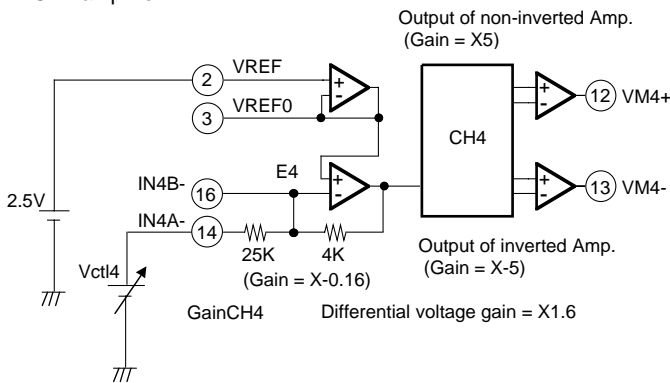 Output of non-inverted Amp.
(Gain = X5)
2 VREF
3 VREF0
+
-
CH4
+
-
12 VM4+
E4
+
-
IN4B-
16
+
-
13 VM4-
2.5V
IN4A-
14
25K
4K
Output of inverted Amp.
(Gain = X-5)
Vctl4
(Gain = X-0.16)
GainCH4
Differential voltage gain = X1.6